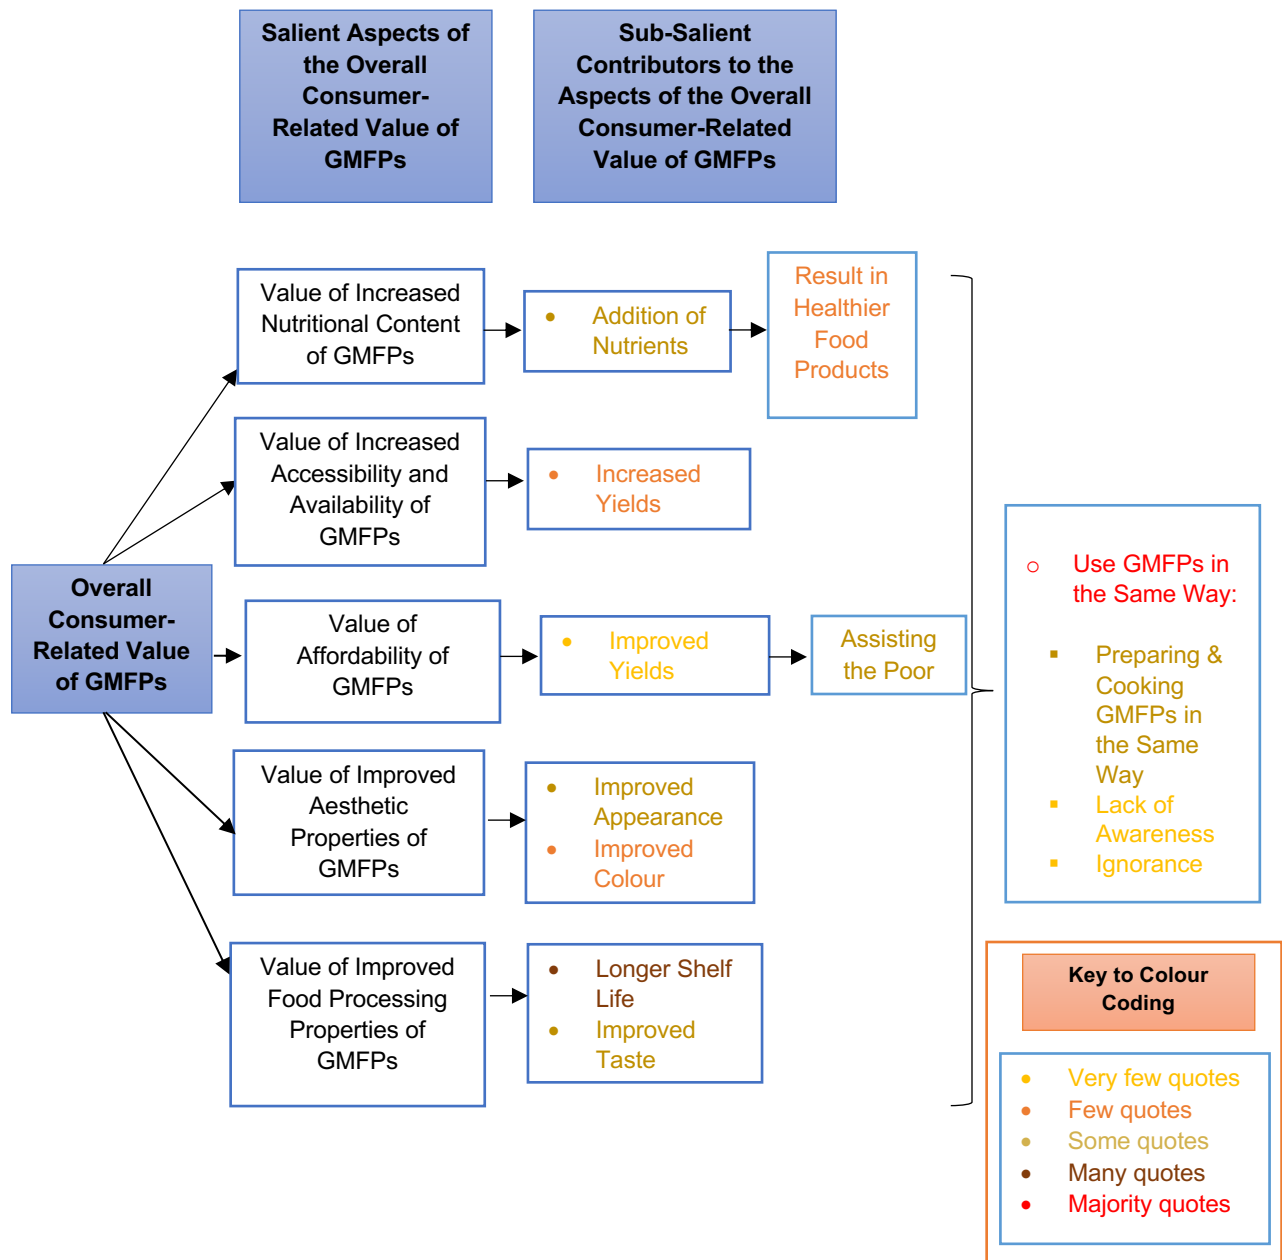 Salient Aspects of
the Overall
Consumer-
Related Value of
GMFPs
Sub-Salient
Contributors to the
Aspects of the Overall
Consumer-Related
Value of GMFPs
Value of Increased
Nutritional Content
of GMFPs
• Addition of
Nutrients
Result in
Healthier
Food
Products
Value of Increased
Accessibility and
Availability of
GMFPs
• Increased
Yields
Overall
Consumer-
Related Value
of GMFPs
Value of
Affordability of
GMFPs
• Improved
Yields
Assisting
the Poor
Value of Improved
Aesthetic
Properties of
GMFPs
• Improved
Appearance
• Improved
Colour
Value of Improved
Food Processing
Properties of
GMFPs
• Longer Shelf
Life
• Improved
Taste
○ Use GMFPs in
the Same Way:
▪ Preparing &
Cooking
GMFPs in
the Same
Way
▪ Lack of
Awareness
▪ Ignorance
Key to Colour
Coding
• Very few quotes
• Few quotes
• Some quotes
• Many quotes
• Majority quotes